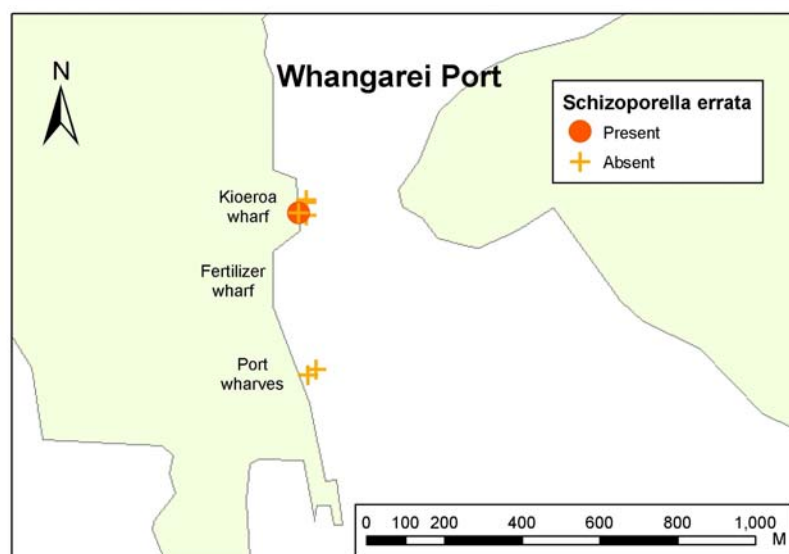 Whangarei Port
N
Schizoporella errata
Present
Absent
Kioeroa
wharf
Fertilizer
wharf
Port
wharves
0 100 200 400 600 800 1,000
M